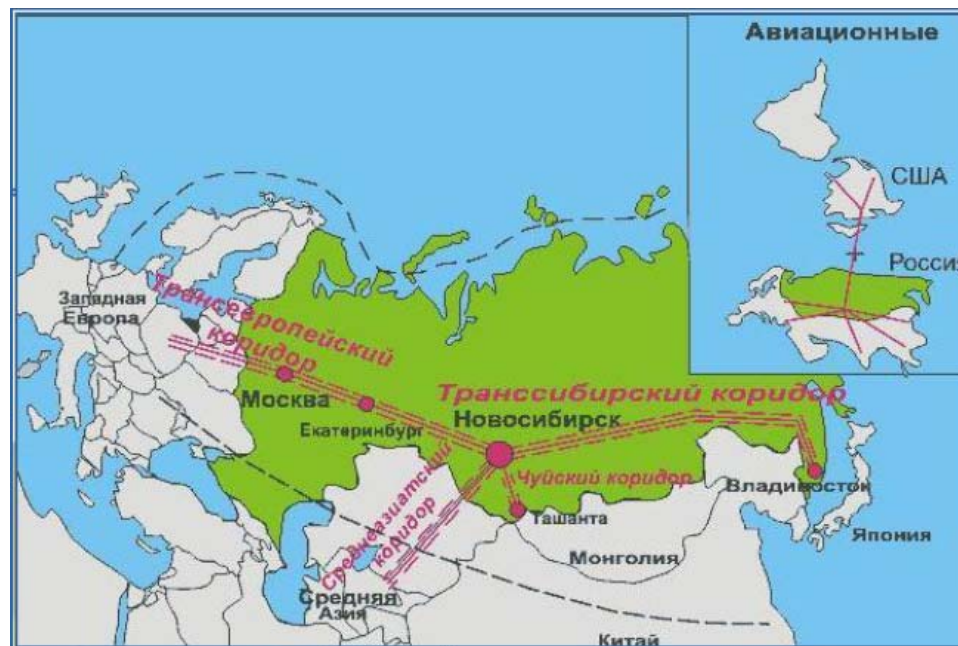 Авиационные
США
Россия
Западная
Европа
Трансевропейский
коридор
Москва
Екатеринбург
Транссибирский коридор
Новосибирск
Среднеазиатский
коридор
Чуйский коридор
Ташанта
Владивосток
Япония
Монголия
Средняя
Азия
Китай